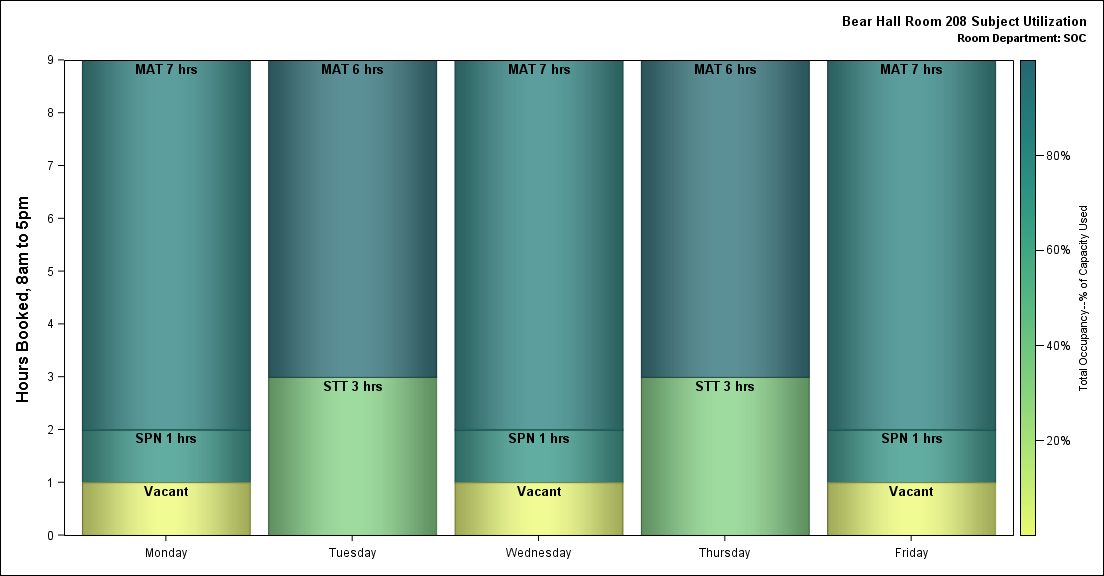 Bear Hall Room 208 Subject Utilization
Room Department: SOC
Hours Booked, 8am to 5pm
9
8
7
6
5
4
3
2
1
0
MAT 7 hrs
SPN 1 hrs
Vacant
MAT 6 hrs
STT 3 hrs
MAT 7 hrs
SPN 1 hrs
Vacant
MAT 6 hrs
STT 3 hrs
MAT 7 hrs
SPN 1 hrs
Vacant
Monday
Tuesday
Wednesday
Thursday
Friday
80%
60%
40%
20%
Total Occupancy--% of Capacity Used